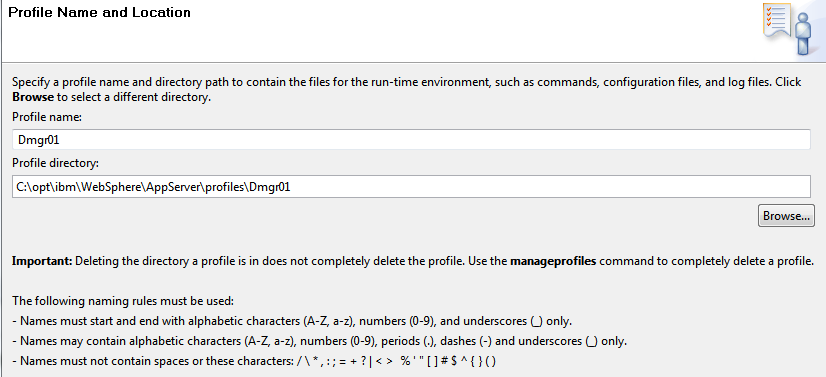 Profile Name and Location
Specify a profile name and directory path to contain the files for the run-time environment, such as commands, configuration files, and log files. Click
Browse to select a different directory.
Profile name:
Dmgr01
Profile directory:
C:\opt\ibm\WebSphere\AppServer\profiles\Dmgr01
Browse...
Important: Deleting the directory a profile is in does not completely delete the profile. Use the manageprofiles command to completely delete a profile.
The following naming rules must be used:
- Names must start and end with alphabetic characters (A-Z, a-z), numbers (0-9), and underscores (_) only.
- Names may contain alphabetic characters (A-Z, a-z), numbers (0-9), periods (.), dashes (-) and underscores (_) only.
- Names must not contain spaces or these characters: / \ * , : ; = + ? | < > % ' " [ ] # $ ^ { } ( )